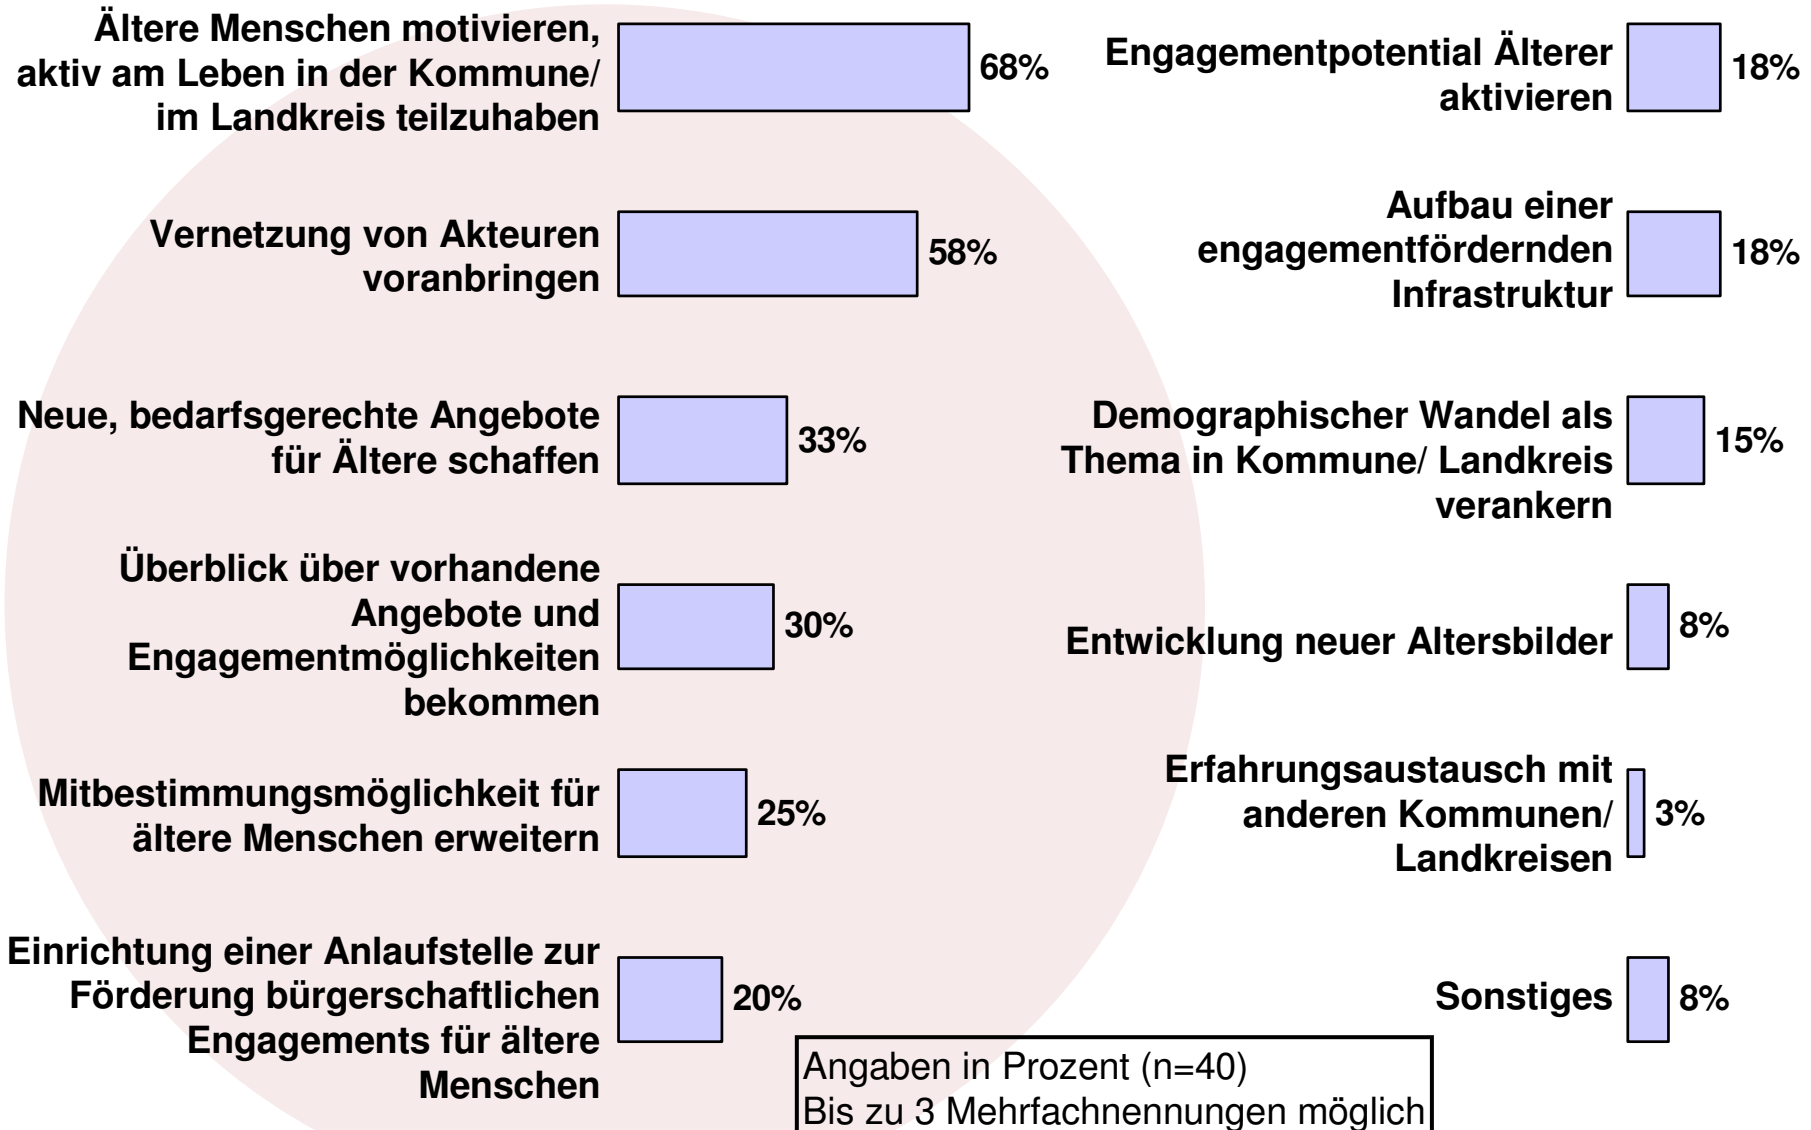 Ältere Menschen motivieren,
aktiv am Leben in der Kommune/
im Landkreis teilzuhaben
68%
Vernetzung von Akteuren
voranbringen
58%
Neue, bedarfsgerechte Angebote
für Ältere schaffen
33%
Überblick über vorhandene
Angebote und
Engagementmöglichkeiten
bekommen
30%
Mitbestimmungsmöglichkeit für
ältere Menschen erweitern
25%
Einrichtung einer Anlaufstelle zur
Förderung bürgerschaftlichen
Engagements für ältere
Menschen
20%
Engagementpotential Älterer
aktivieren
18%
Aufbau einer
engagementfördernden
Infrastruktur
18%
Demographischer Wandel als
Thema in Kommune/ Landkreis
verankern
15%
Entwicklung neuer Altersbilder
8%
Erfahrungsaustausch mit
anderen Kommunen/
Landkreisen
3%
Sonstiges
8%
Angaben in Prozent (n=40)
Bis zu 3 Mehrfachnennungen möglich